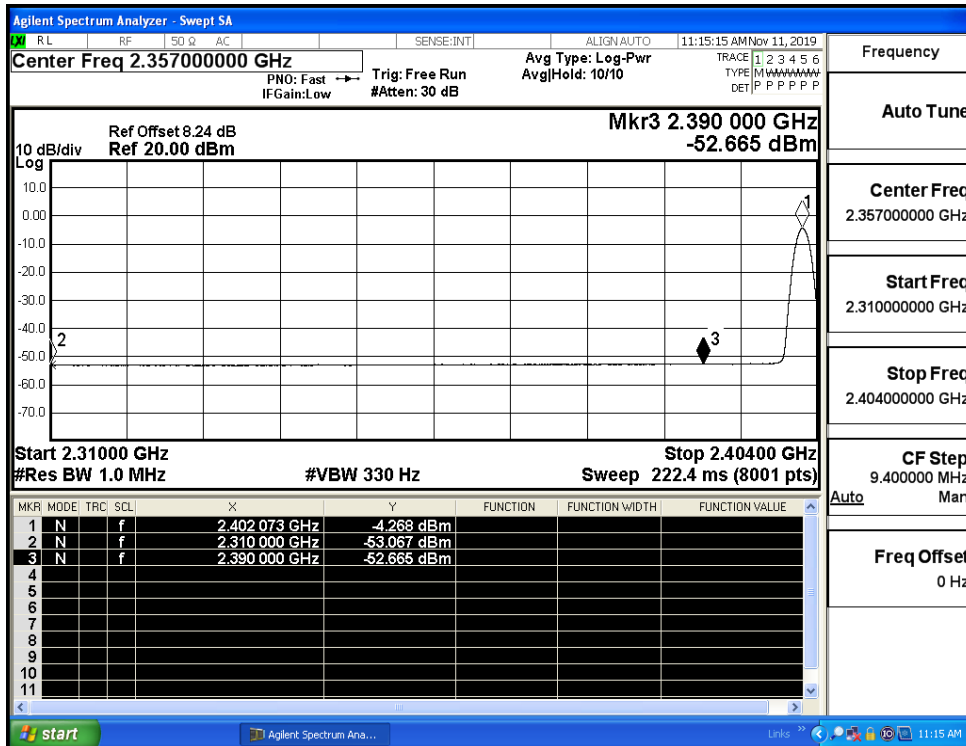 Agilent Spectrum Analyzer - Swept SA
LXI RL RF 50 Ω AC SENSE:INT ALIGN AUTO 11:15:15 AM Nov 11, 2019
Center Freq 2.357000000 GHz
PNO: Fast
IFGain:Low
Trig: Free Run
#Atten: 30 dB
Avg Type: Log-Pwr
Avg|Hold: 10/10
TRACE 1 2 3 4 5 6
TYPE M WWWWW
DET P P P P P P
Ref Offset 8.24 dB
10 dB/div Ref 20.00 dBm
Log
Mkr3 2.390 000 GHz
-52.665 dBm
10.0
0.00
-10.0
-20.0
-30.0
-40.0
-50.0
-60.0
-70.0
1
2
3
Start 2.31000 GHz Stop 2.40400 GHz
#Res BW 1.0 MHz #VBW 330 Hz Sweep 222.4 ms (8001 pts)
MKR MODE TRC SCL X Y FUNCTION FUNCTION WIDTH FUNCTION VALUE
1 N f 2.402 073 GHz -4.268 dBm
2 N f 2.310 000 GHz -53.067 dBm
3 N f 2.390 000 GHz -52.665 dBm
4
5
6
7
8
9
10
11
Frequency
Auto Tune
Center Freq
2.357000000 GHz
Start Freq
2.310000000 GHz
Stop Freq
2.404000000 GHz
CF Step
9.400000 MHz
Auto Man
Freq Offset
0 Hz
start Agilent Spectrum Ana... Links » 11:15 AM